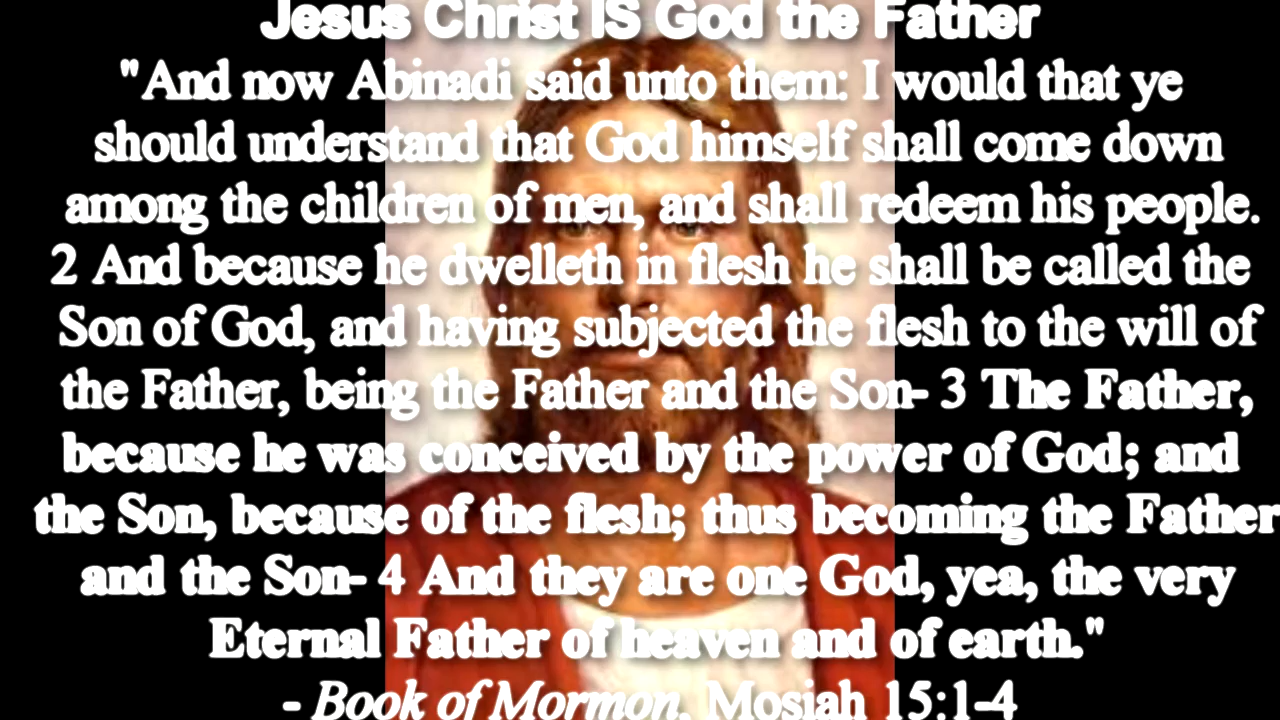 Jesus Christ IS God the Father
"And now Abinadi said unto them: I would that ye
should understand that God himself shall come down
among the children of men, and shall redeem his people.
2 And because he dwelleth in flesh he shall be called the
Son of God, and having subjected the flesh to the will of
the Father, being the Father and the Son- 3 The Father,
because he was conceived by the power of God; and
the Son, because of the flesh; thus becoming the Father
and the Son- 4 And they are one God, yea, the very
Eternal Father of heaven and of earth."
- Book of Mormon, Mosiah 15:1-4